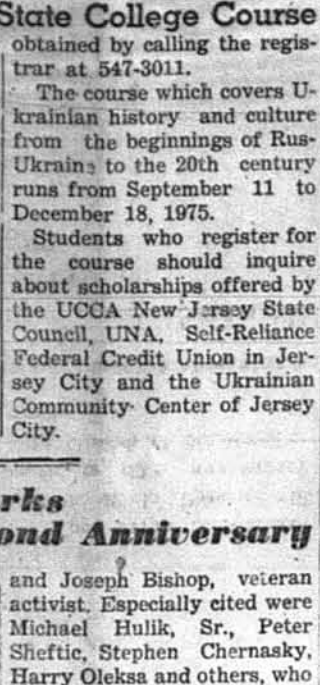 State College Course
obtained by calling the regis-
trar at 547-3011.
The course which covers U-
krainian history and culture
from the beginnings of Rus-
Ukraine to the 20th century
runs from September 11 to
December 18, 1975.
Students who register for
the course should inquire
about scholarships offered by
the UCCA New Jersey State
Council, UNA, Self-Reliance
Federal Credit Union in Jer-
sey City and the Ukrainian
Community Center of Jersey
City.
rks
ond Anniversary
and Joseph Bishop, veteran
activist. Especially cited were
Michael Hulik, Sr., Peter
Sheftic, Stephen Chernasky,
Harry Oleksa and others, who